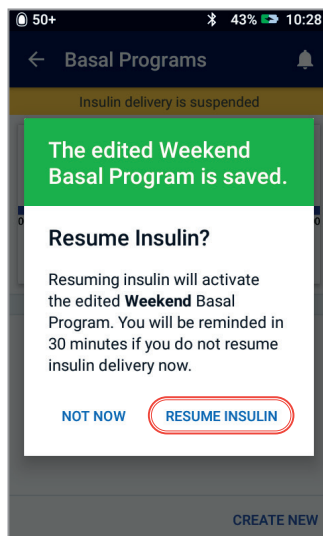 50+ 43% 10:28
Basal Programs
Insulin delivery is suspended
The edited Weekend
Basal Program is saved.
Resume Insulin?
Resuming insulin will activate
the edited Weekend Basal
Program. You will be reminded in
30 minutes if you do not resume
insulin delivery now.
NOT NOW RESUME INSULIN
CREATE NEW